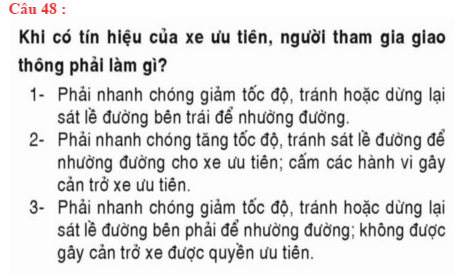 Câu 48 :
Khi có tín hiệu của xe ưu tiên, người tham gia giao
thông phải làm gì?
1- Phải nhanh chóng giảm tốc độ, tránh hoặc dừng lại
sát lề đường bên trái để nhường đường.
2- Phải nhanh chóng tăng tốc độ, tránh sát lề đường để
nhường đường cho xe ưu tiên; cấm các hành vi gây
cản trở xe ưu tiên.
3- Phải nhanh chóng giảm tốc độ, tránh hoặc dừng lại
sát lề đường bên phải để nhường đường; không được
gây cản trở xe được quyền ưu tiên.